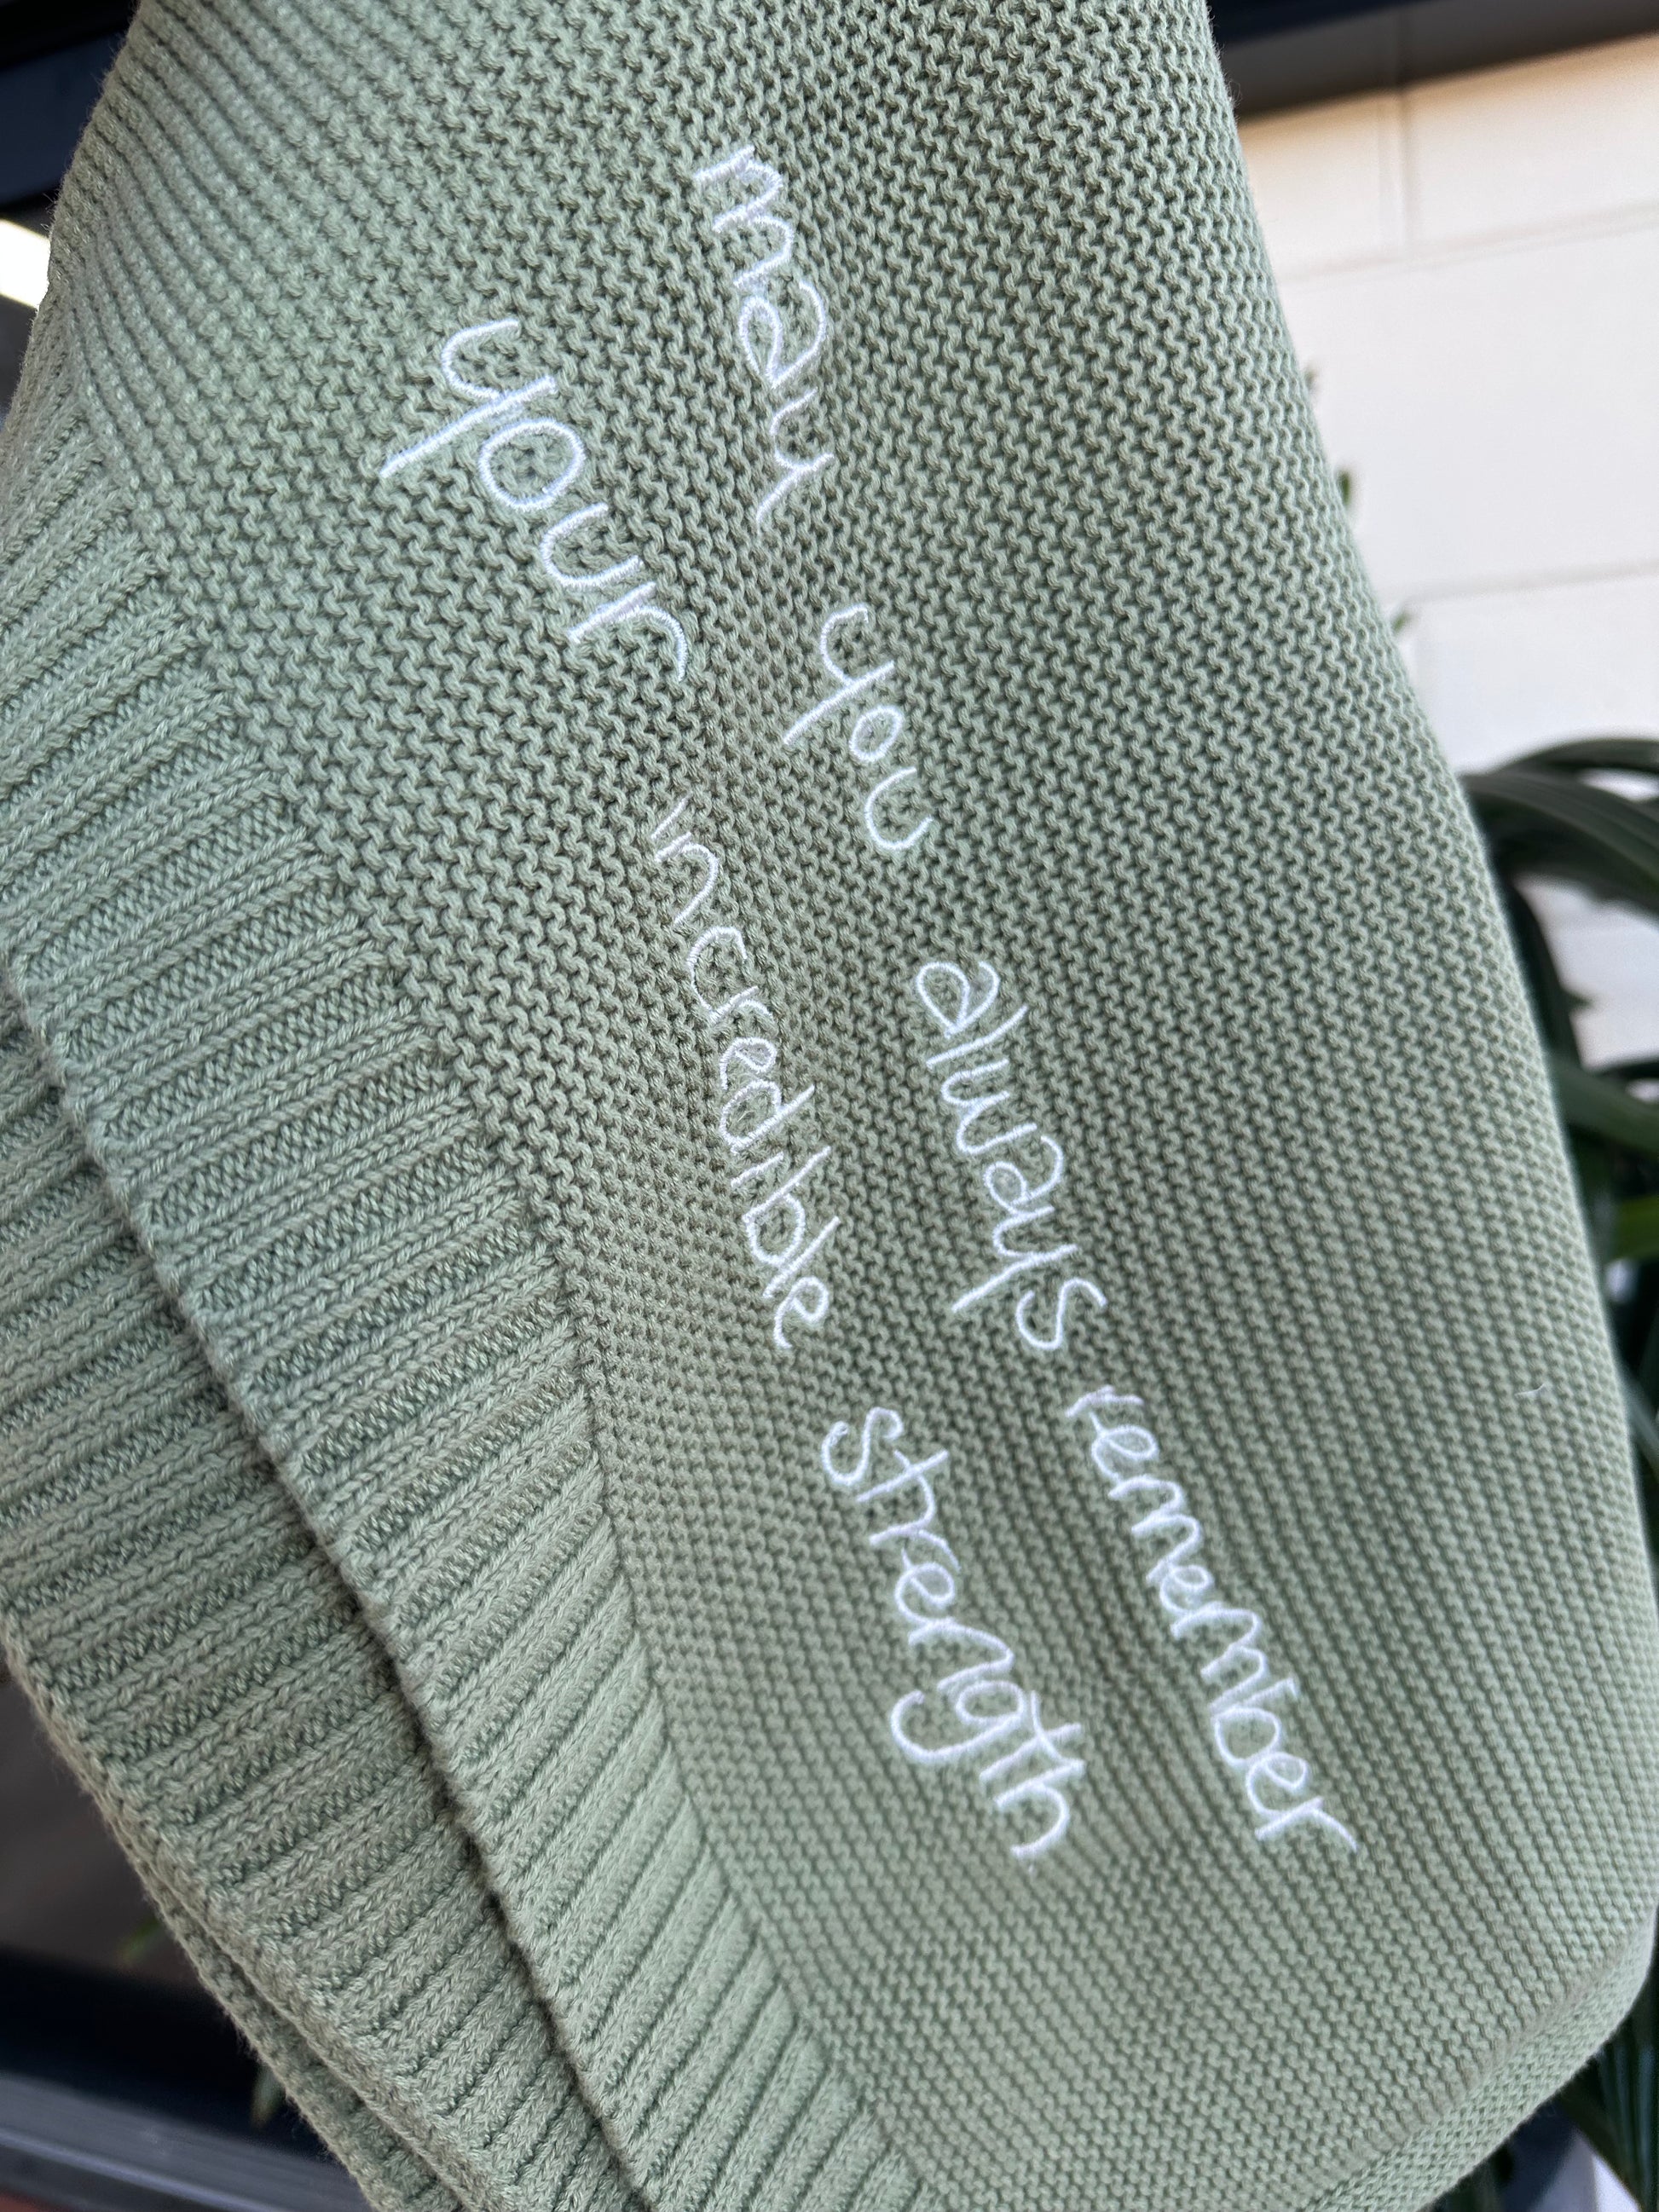 may you always remember
your incredible strength